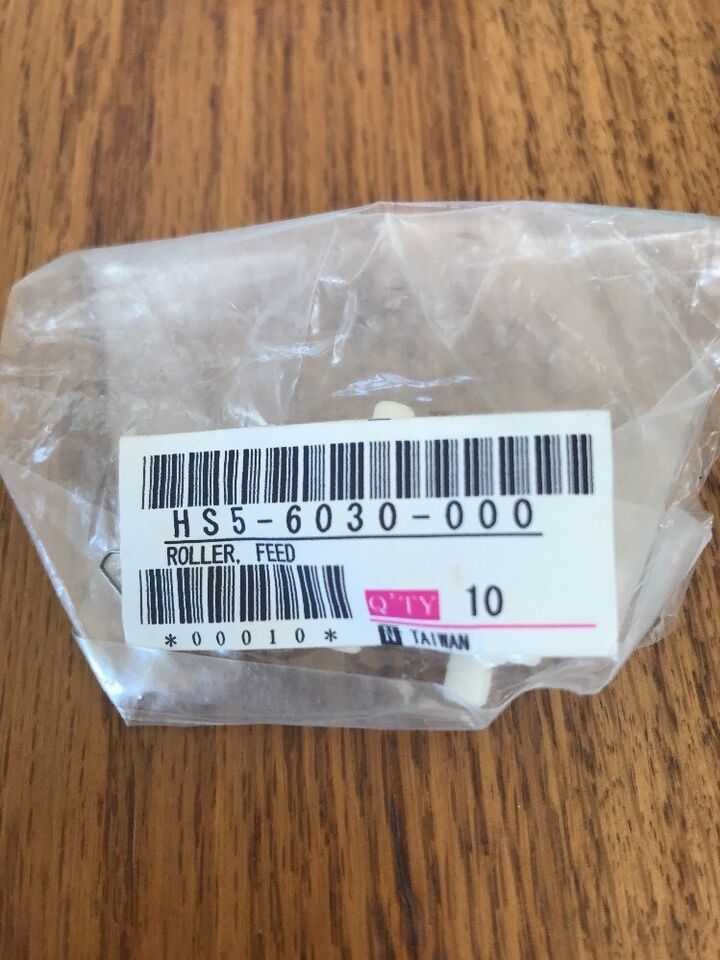 HS5-6030-000
ROLLER, FEED
Q'TY 10
*00010*
N TAIWAN